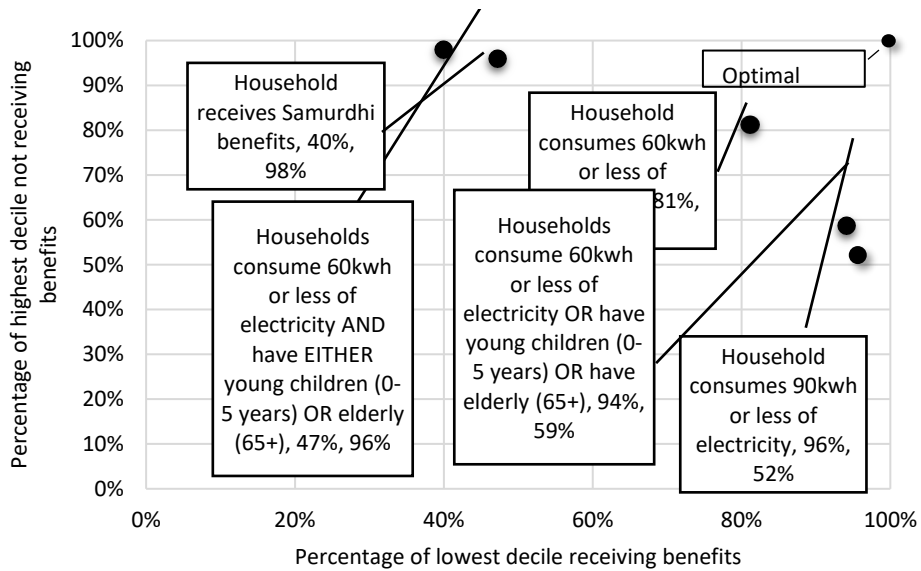 Percentage of highest decile not receiving
benefits
100%
90%
80%
70%
60%
50%
40%
30%
20%
10%
0%
Household
receives Samurdhi
benefits, 40%,
98%
Optimal
Household
consumes 60kwh
or less of
81%,
Households
consume 60kwh
or less of
electricity AND
have EITHER
young children (0-
5 years) OR elderly
(65+), 47%, 96%
Households
consume 60kwh
or less of
electricity OR have
young children (0-
5 years) OR have
elderly (65+), 94%,
59%
Household
consumes 90kwh
or less of
electricity, 96%,
52%
0%
20%
40%
60%
80%
100%
Percentage of lowest decile receiving benefits